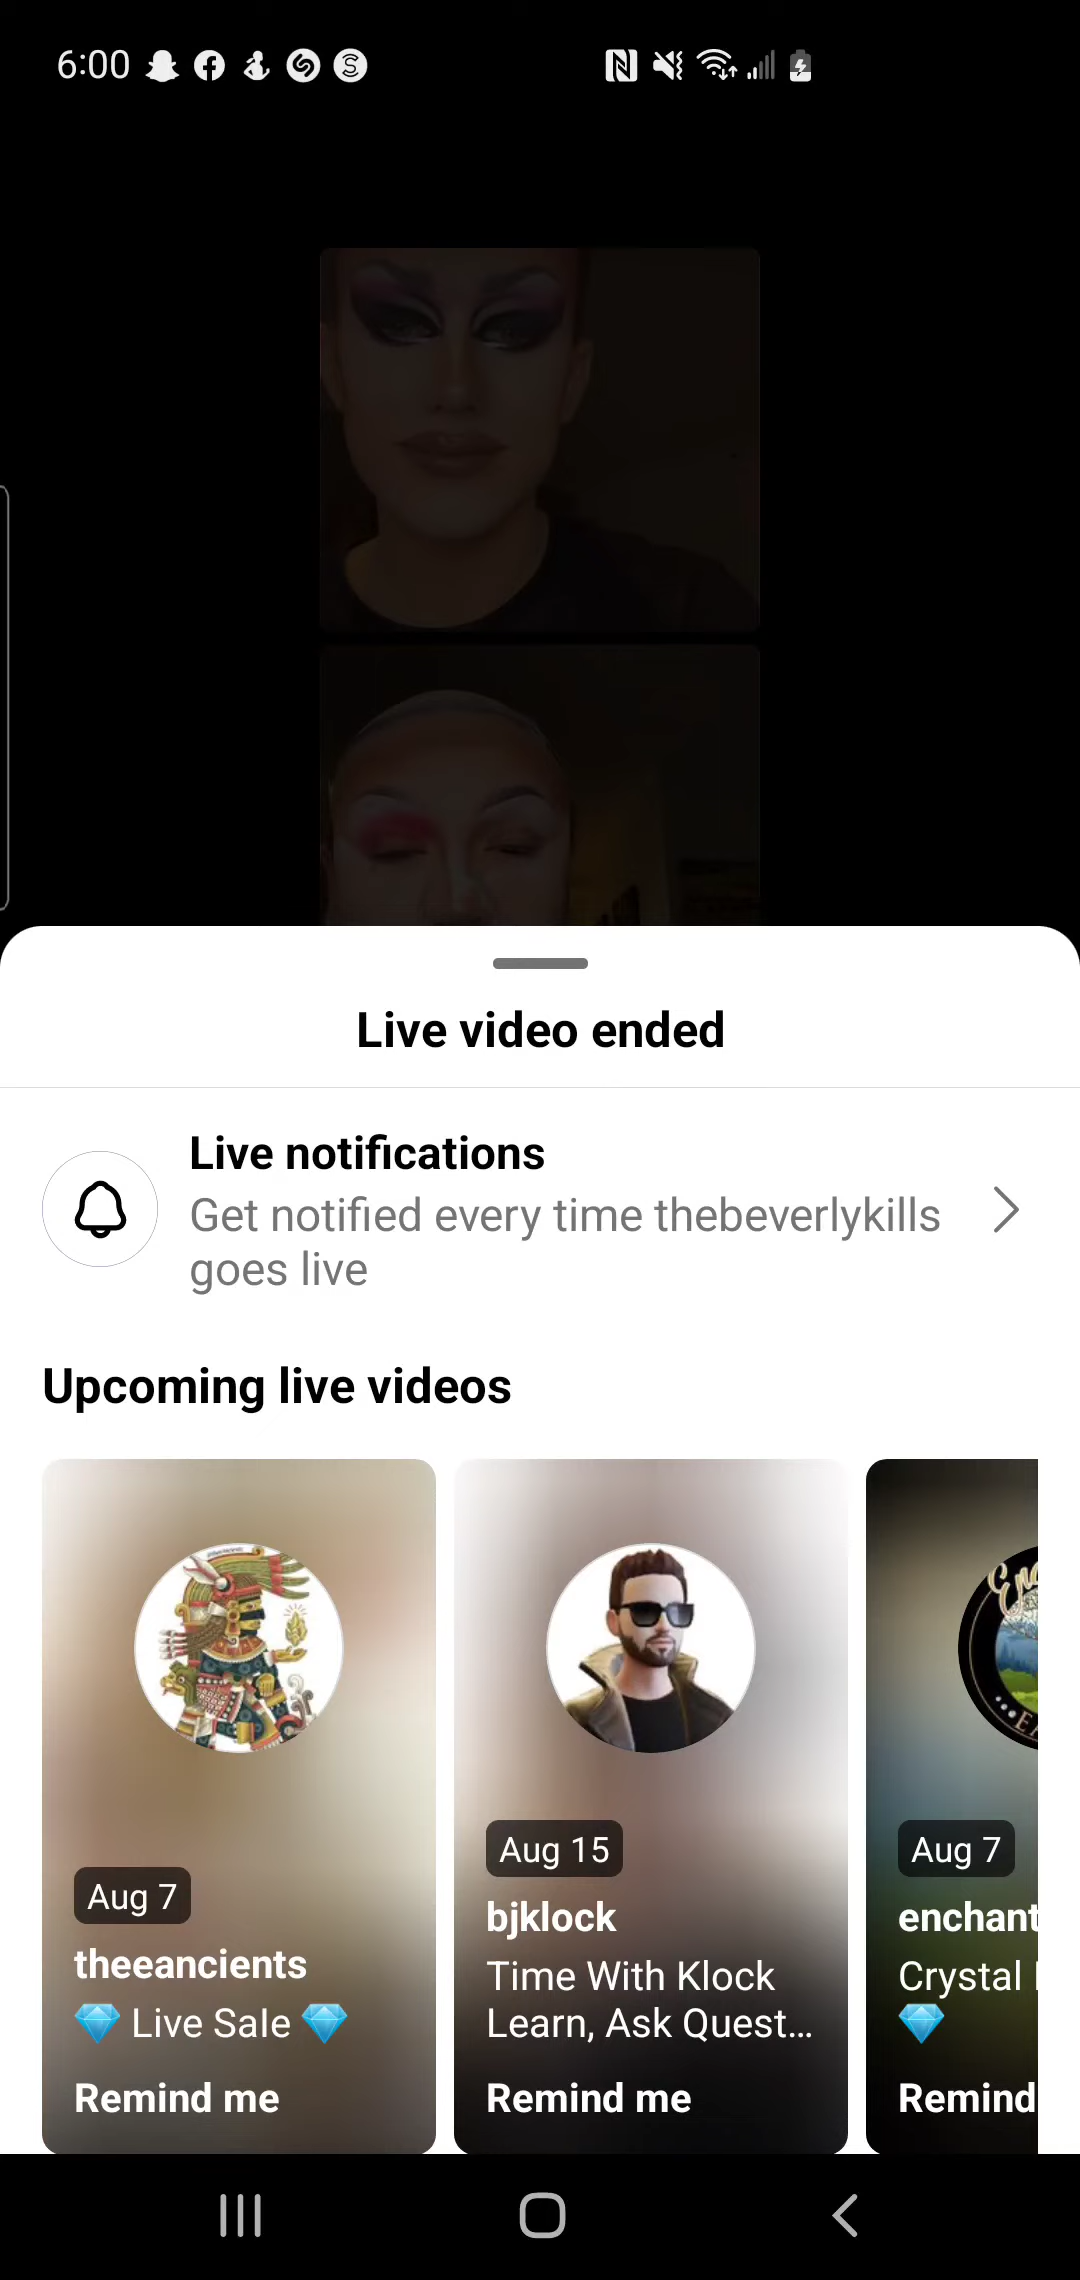 6:00
Live video ended
Live notifications
Get notified every time thebeverlykills
goes live
Upcoming live videos
Aug 7
theeancients
💎 Live Sale 💎
Remind me
Aug 15
bjklock
Time With Klock
Learn, Ask Quest...
Remind me
Aug 7
enchant
Crystal
💎
Remind